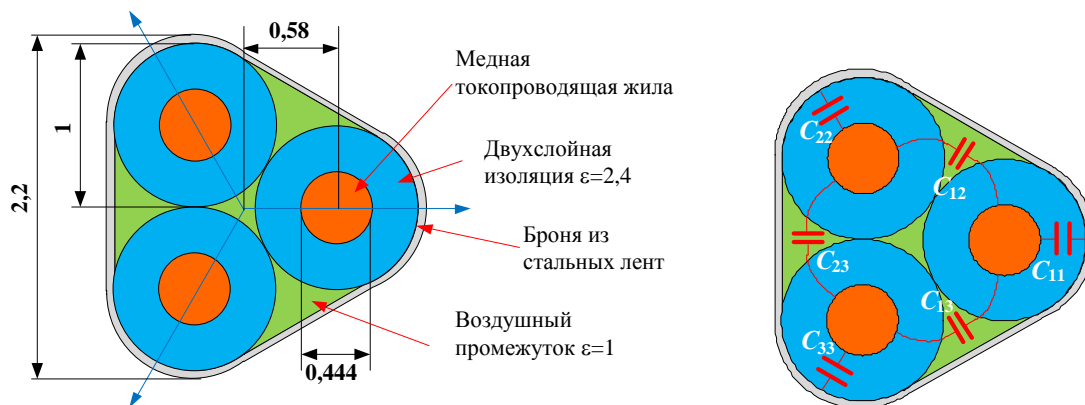 0,58
2,2
1
0,444
Медная
токопроводящая жила
Двухслойная
изоляция ε=2,4
Броня из
стальных лент
Воздушный
промежуток ε=1
C22
C12
C23
C11
C13
C33